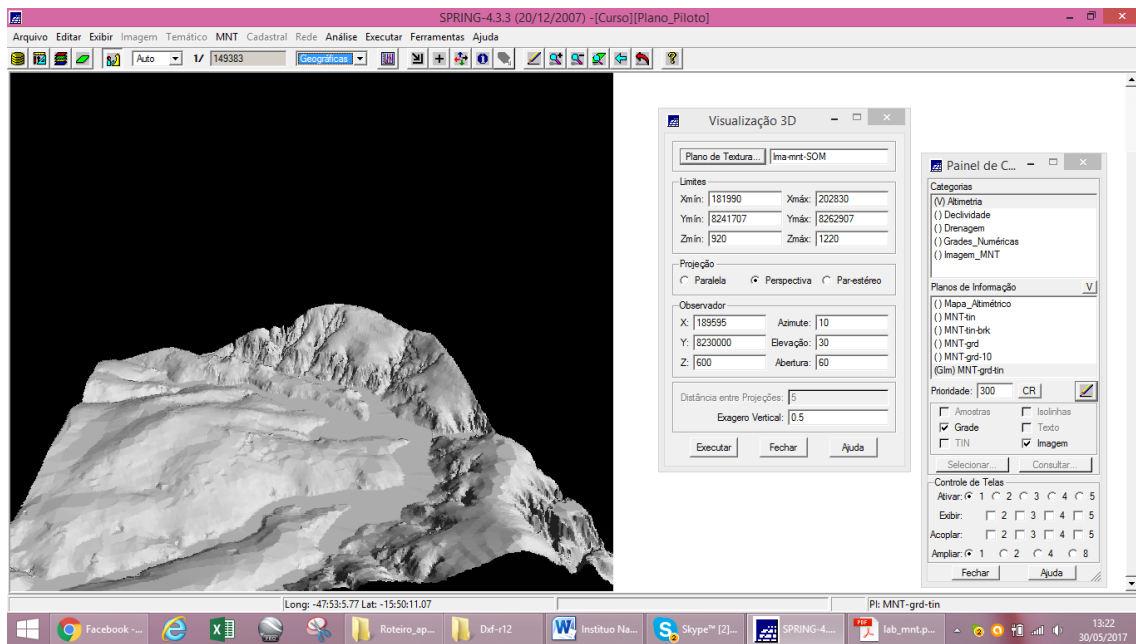 SPRING-4.3.3 (20/12/2007) -[Curso][Plano_Piloto]
Arquivo Editar Exibir Imagem Temático MNT Cadastral Rede Análise Executar Ferramentas Ajuda
Auto 1/ 149383 Geográficas
Visualização 3D
Plano de Textura... Ima-mnt-SOM
Limites
Xmín: 181990 Xmáx: 202830
Ymín: 8241707 Ymáx: 8262907
Zmín: 920 Zmáx: 1220
Projeção
Paralela Perspectiva Par-estéreo
Observador
X: 189595 Azimute: 10
Y: 8230000 Elevação: 30
Z: 600 Abertura: 60
Distância entre Projeções: 5
Exagero Vertical: 0.5
Executar Fechar Ajuda
Painel de C...
Categorias
(V) Altimetria
( ) Declividade
( ) Drenagem
( ) Grades_Numéricas
( ) Imagem_MNT
Planos de Informação V
( ) Mapa_Altimétrico
( ) MNT-tin
( ) MNT-tin-brk
( ) MNT-grd
( ) MNT-grd-10
(GIm) MNT-grd-tin
Prioridade: 300 CR
Amostras Isolinhas
Grade Texto
TIN Imagem
Selecionar... Consultar...
Controle de Telas
Ativar: 1 2 3 4 5
Exibir: 2 3 4 5
Acoplar: 2 3 4 5
Ampliar: 1 2 4 8
Fechar Ajuda
Long: -47:53:5.77 Lat: -15:50:11.07 PI: MNT-grd-tin
Facebook -... Roteiro_ap... Dxf-r12 Instituo Na... Skype™ [2]... SPRING-4.... lab_mnt.p...
13:22
30/05/2017